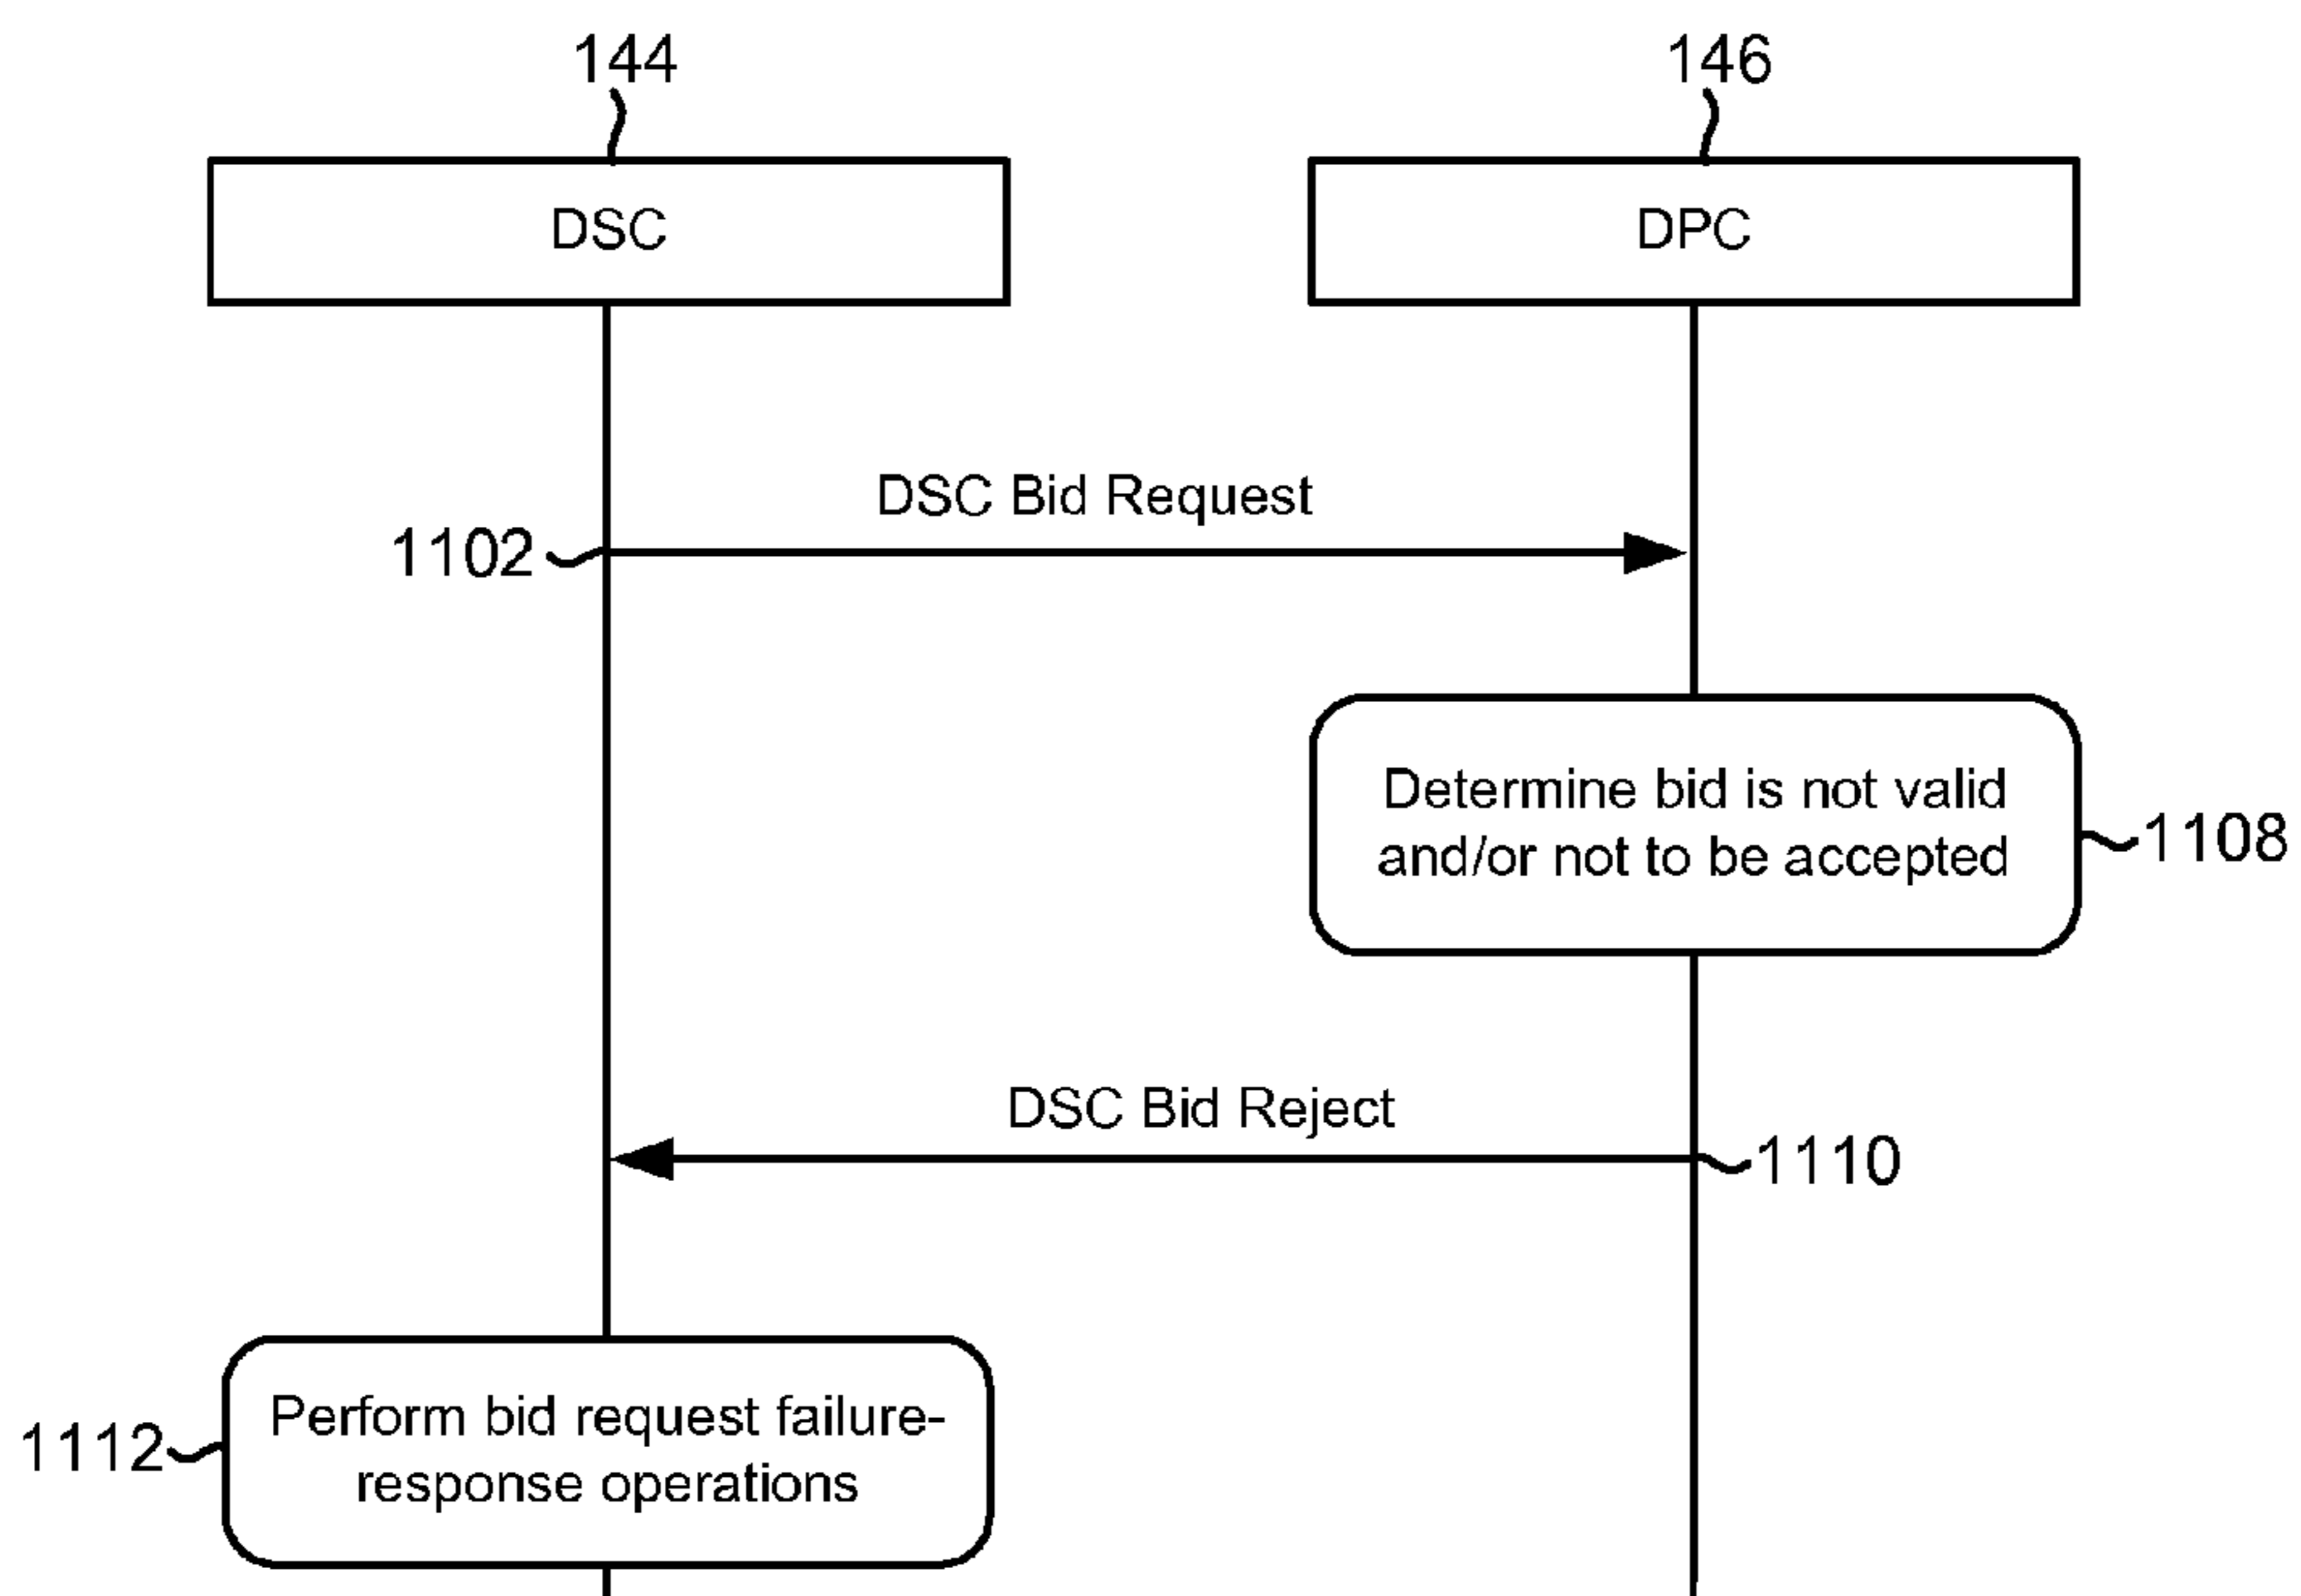 144
146
DSC
DPC
DSC Bid Request
1102
Determine bid is not valid
and/or not to be accepted
1108
DSC Bid Reject
1110
Perform bid request failure-
response operations
1112